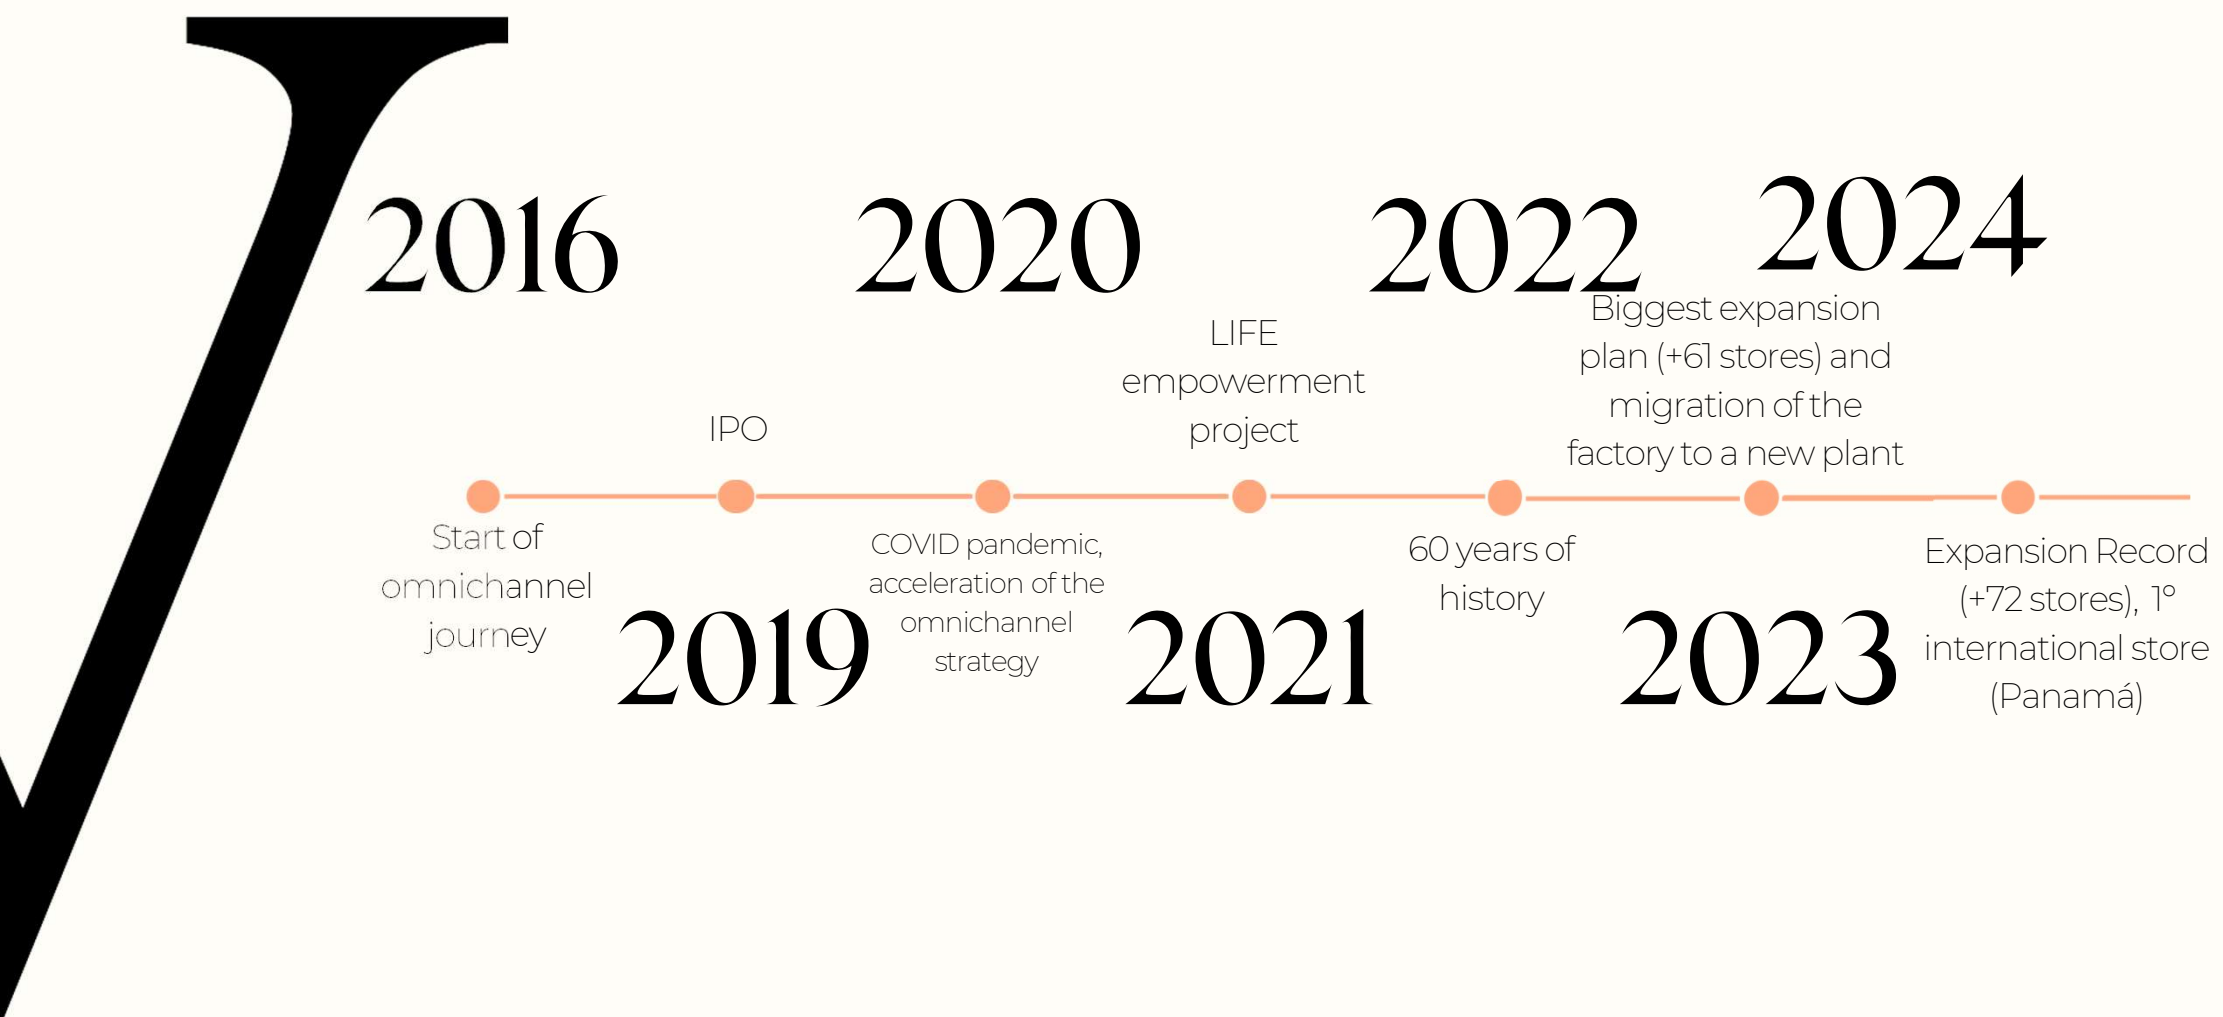 2016
Start of
omnichannel
journey
2019
IPO
2020
COVID pandemic,
acceleration of the
omnichannel
strategy
2021
LIFE
empowerment
project
2022
60 years of
history
2023
Biggest expansion
plan (+61 stores) and
migration of the
factory to a new plant
2024
Expansion Record
(+72 stores), 1º
international store
(Panamá)